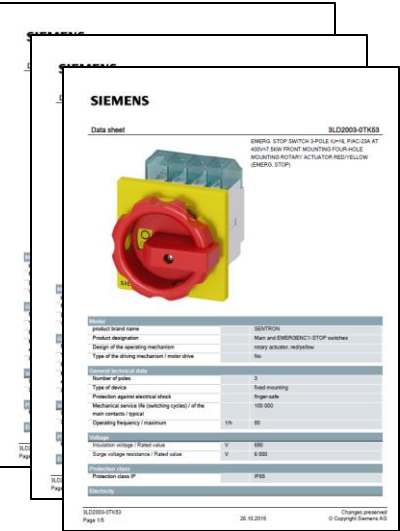 SIEMENS
Data sheet 3LD2003-0TK53
EMERG. STOP SWITCH 3-POLE IU=16, P/AC-23A AT
400V=7.5KW FRONT MOUNTING FOUR-HOLE
MOUNTING ROTARY ACTUATOR RED/YELLOW
(EMERG. STOP)
Model
product brand name SENTRON
Product designation Main and EMERGENCY-STOP switches
Design of the operating mechanism rotary actuator, red/yellow
Type of the driving mechanism / motor drive No
General technical data
Number of poles 3
Type of device fixed mounting
Protection against electrical shock finger-safe
Mechanical service life (switching cycles) / of the 100 000
main contacts / typical
Operating frequency / maximum 1/h 50
Voltage
Insulation voltage / Rated value V 690
Surge voltage resistance / Rated value V 6 000
Protection class
Protection class IP IP65
Electricity
3LD2003-0TK53 Changes preserved
Page 1/5 26.10.2015 © Copyright Siemens AG